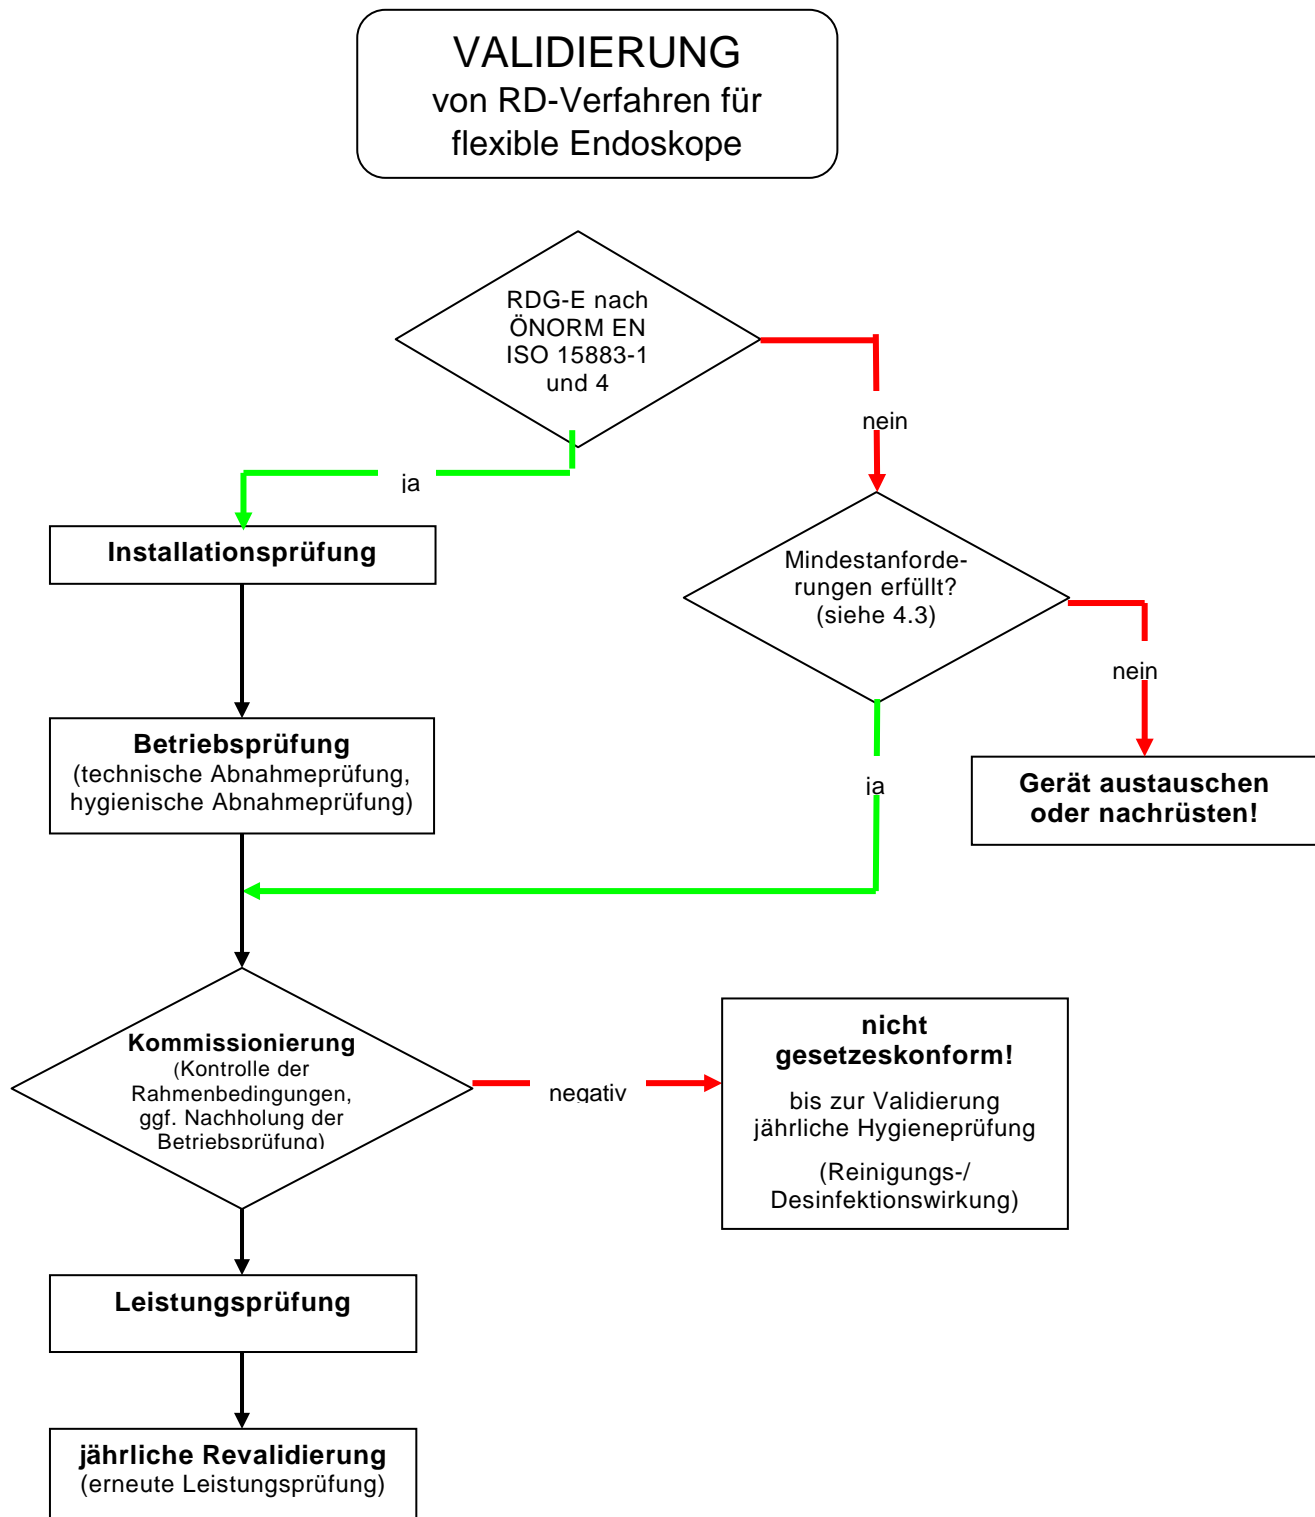 VALIDIERUNG
von RD-Verfahren für
flexible Endoskope
RDG-E nach
ÖNORM EN
ISO 15883-1
und 4
nein
ja
Installationsprüfung
Mindestanforde-
rungen erfüllt?
(siehe 4.3)
nein
Betriebsprüfung
(technische Abnahmeprüfung,
hygienische Abnahmeprüfung)
ja
Gerät austauschen
oder nachrüsten!
Kommissionierung
(Kontrolle der
Rahmenbedingungen,
ggf. Nachholung der
Betriebsprüfung)
negativ
nicht
gesetzeskonform!
bis zur Validierung
jährliche Hygieneprüfung
(Reinigungs-/
Desinfektionswirkung)
Leistungsprüfung
jährliche Revalidierung
(erneute Leistungsprüfung)